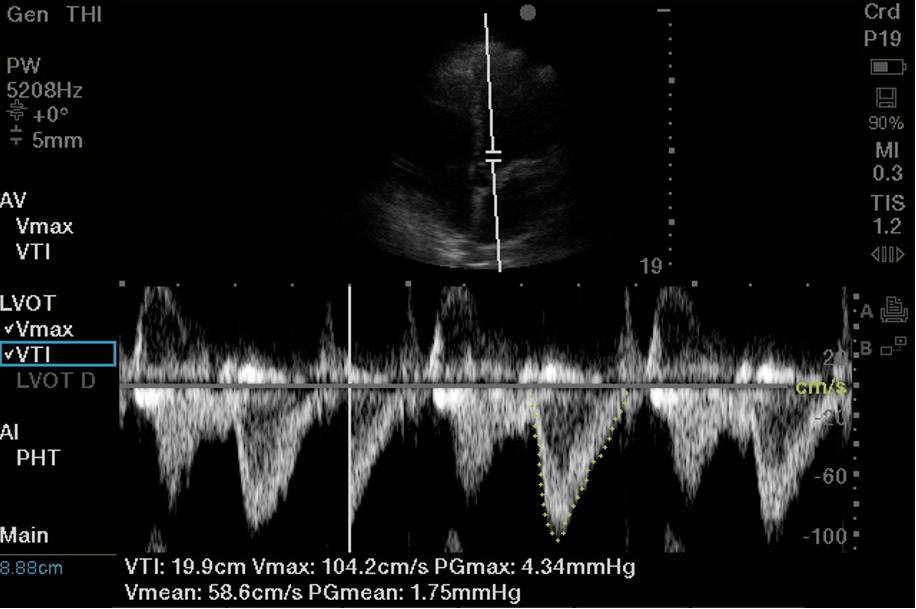 Gen THI
PW
5208Hz
+0°
5mm
AV
Vmax
VTI
LVOT
✓Vmax
✓VTI
LVOT D
AI
PHT
Main
8.88cm
19
Crd
P19
90%
MI
0.3
TIS
1.2
A
B
20
cm/s
-20
-60
-100
VTI: 19.9cm Vmax: 104.2cm/s PGmax: 4.34mmHg
Vmean: 58.6cm/s PGmean: 1.75mmHg